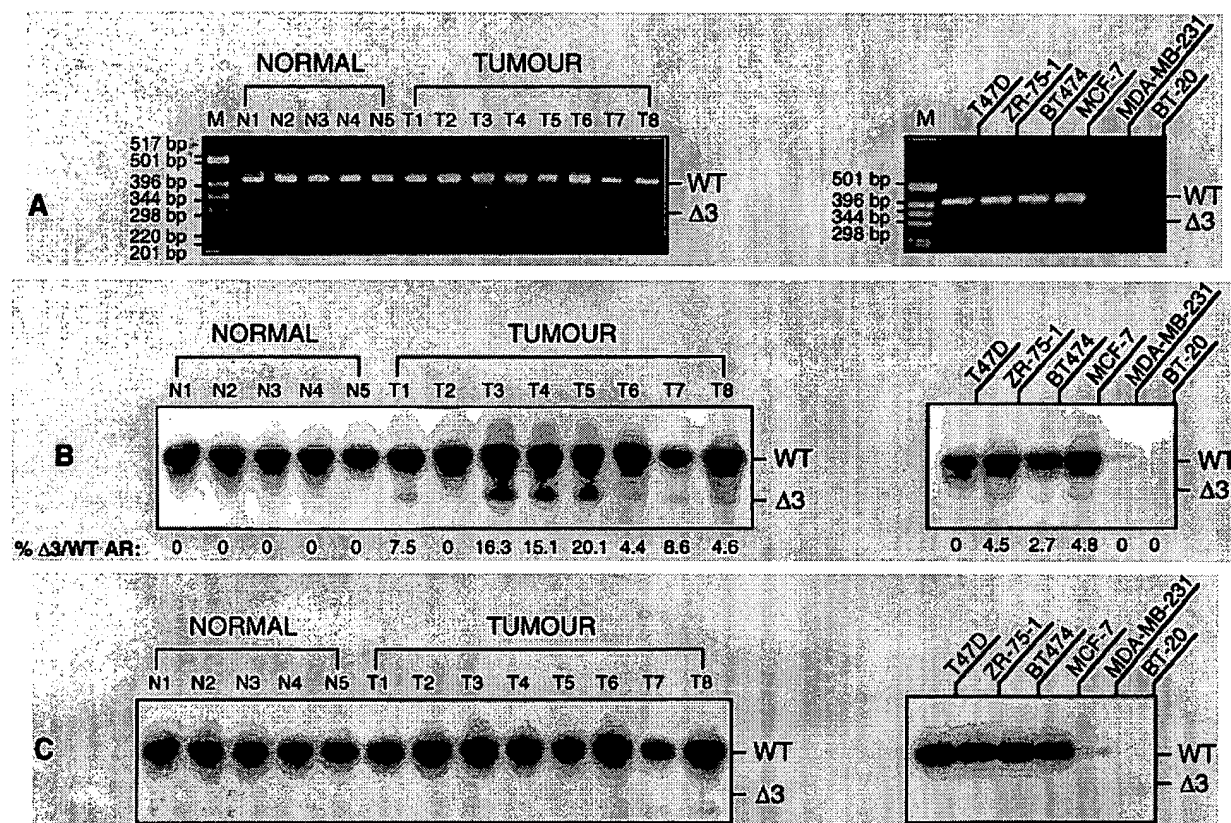 NORMAL TUMOUR
M N1 N2 N3 N4 N5 T1 T2 T3 T4 T5 T6 T7 T8
517 bp
501 bp
396 bp
344 bp
298 bp
220 bp
201 bp
WT
Δ3
A
M T47D ZR-75-1 BT474 MCF-7 MDA-MB-231 BT-20
501 bp
396 bp
344 bp
298 bp
WT
Δ3
NORMAL TUMOUR
N1 N2 N3 N4 N5 T1 T2 T3 T4 T5 T6 T7 T8
B
WT
Δ3
% Δ3/WT AR: 0 0 0 0 0 7.5 0 16.3 15.1 20.1 4.4 8.6 4.6
T47D ZR-75-1 BT474 MCF-7 MDA-MB-231 BT-20
WT
Δ3
0 4.5 2.7 4.8 0 0
NORMAL TUMOUR
N1 N2 N3 N4 N5 T1 T2 T3 T4 T5 T6 T7 T8
C
WT
Δ3
T47D ZR-75-1 BT474 MCF-7 MDA-MB-231 BT-20
WT
Δ3